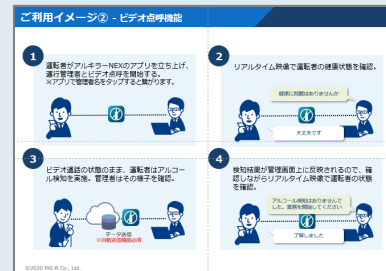 ご利用イメージ② - ビデオ点呼機能
1
運転者がアルキラーNEXのアプリを立ち上げ、
運行管理者とビデオ点呼を開始する。
※アプリで管理者名をタップすると繋がります。
2
リアルタイム映像で運転者の健康状態を確認。
健康に問題はありませんか
大丈夫です
3
ビデオ通話の状態のまま、運転者はアルコー
ル検知を実施。管理者はその様子を確認。
データ送信
※自動送信機能必須
4
検知結果が管理画面上に反映されるので、確
認しながらリアルタイム映像で運転者の状態
を確認。
アルコール検知はありませんで
した。業務を開始してください
了解しました
©2020 PAI-R Co., Ltd.